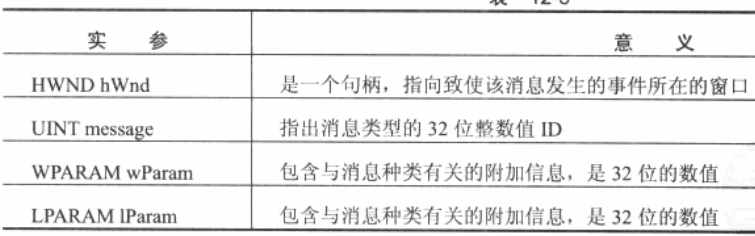 实 参 意 义
HWND hWnd 是一个句柄，指向致使该消息发生的事件所在的窗口
UINT message 指出消息类型的 32 位整数值 ID
WPARAM wParam 包含与消息种类有关的附加信息，是 32 位的数值
LPARAM lParam 包含与消息种类有关的附加信息，是 32 位的数值